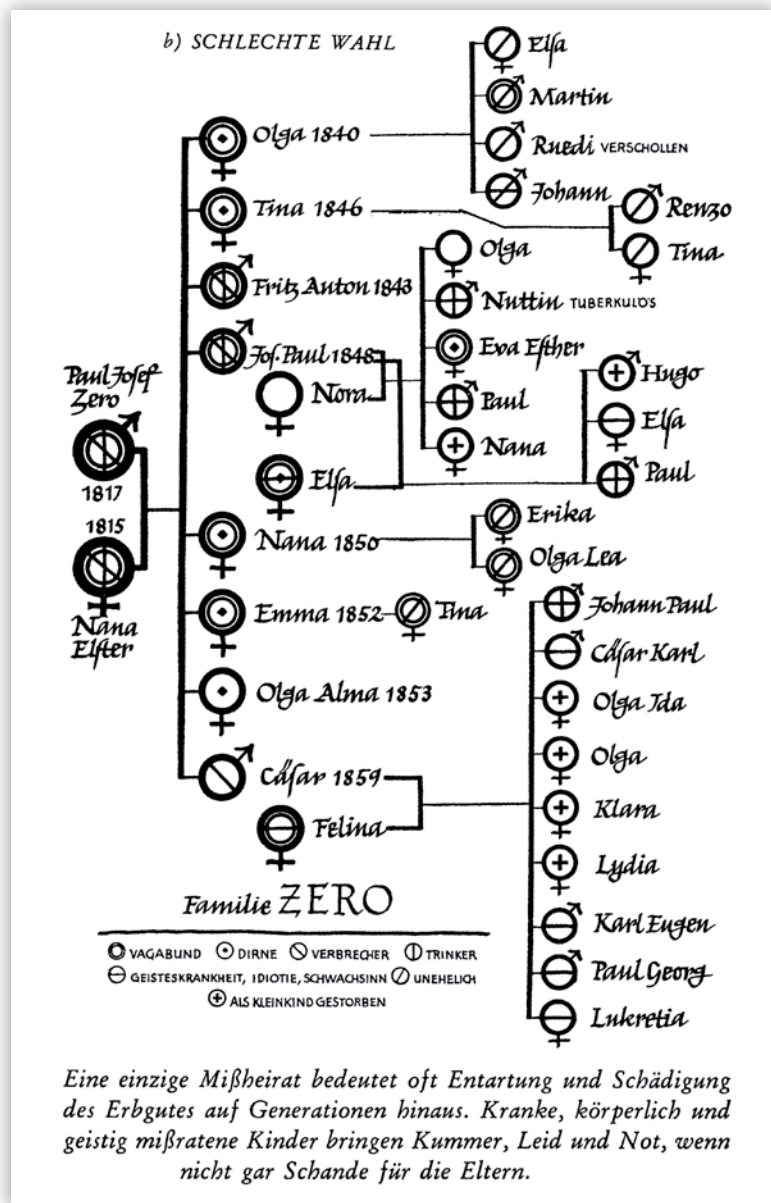 b) SCHLECHTE WAHL
Elsa
Martin
Olga 1840
Ruedi VERSCHOLLEN
Johann
Tina 1846
Renzo
Tina
Olga
Fritz Anton 1843
Nuttin TUBERKULÖS
Jos. Paul 1848
Eva Esther
Paul Josef
Zero
Nora
Hugo
Paul
Elsa
Nana
Elsa
Paul
1817
1815
Nana 1850
Erika
Olga Lea
Nana
Elster
Emma 1852
Tina
Johann Paul
Cäsar Karl
Olga Alma 1853
Olga Ida
Olga
Cäsar 1859
Klara
Felina
Lydia
Familie ZERO
Karl Eugen
Paul Georg
Lukretia
VAGABUND DIRNE VERBRECHER TRINKER
GEISTESKRANKHEIT, IDIOTIE, SCHWACHSINN UNEHELICH
ALS KLEINKIND GESTORBEN
Eine einzige Mißheirat bedeutet oft Entartung und Schädigung
des Erbgutes auf Generationen hinaus. Kranke, körperlich und
geistig mißratene Kinder bringen Kummer, Leid und Not, wenn
nicht gar Schande für die Eltern.